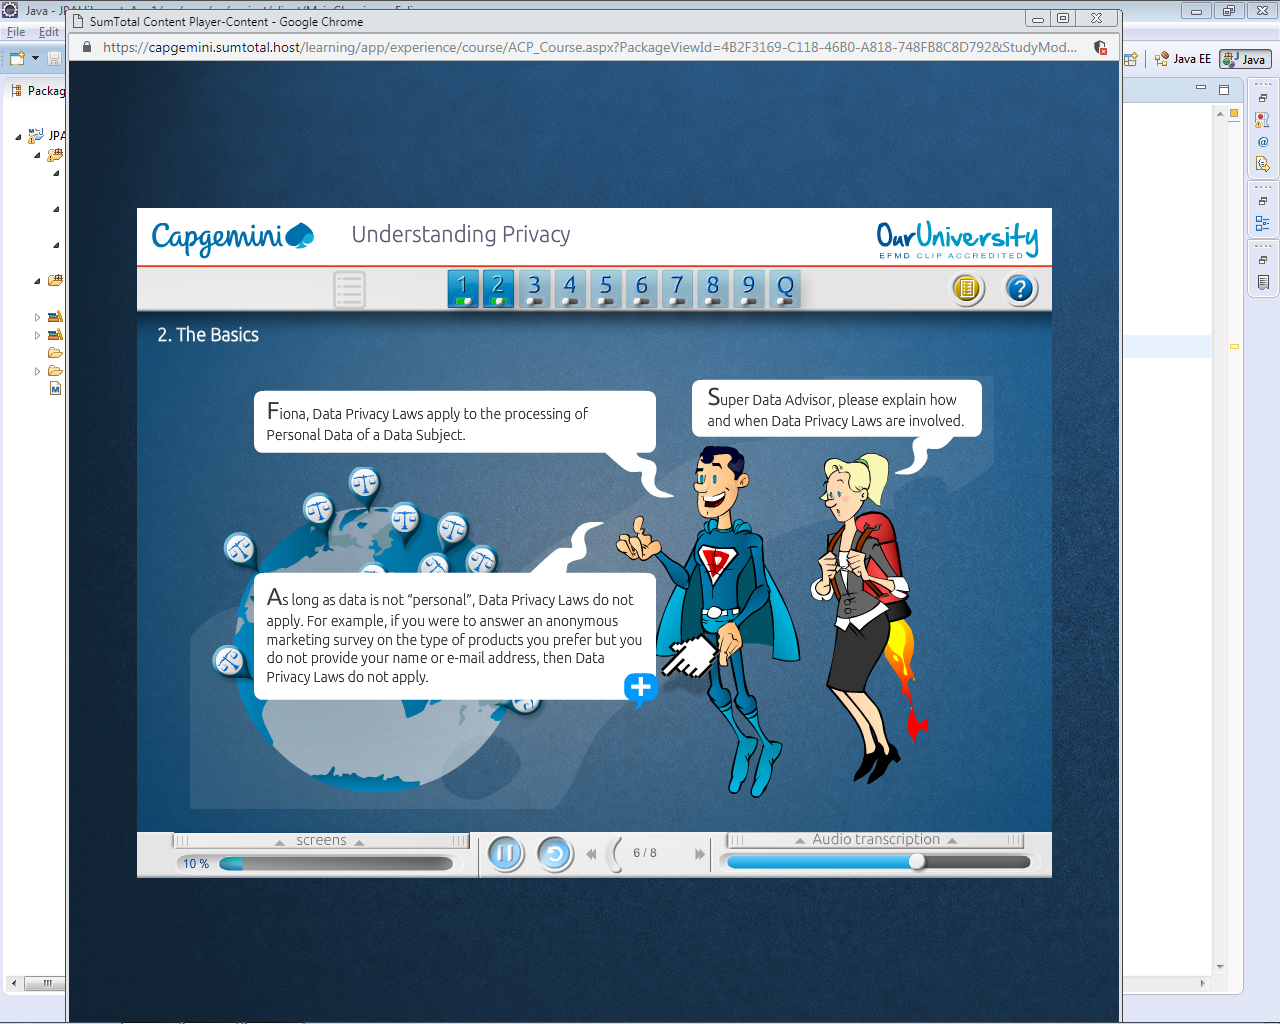 Java - JPA
SumTotal Content Player-Content - Google Chrome
File Edit
https://capgemini.sumtotal.host/learning/app/experience/course/ACP_Course.aspx?PackageViewId=4B2F3169-C118-46B0-A818-748FB8C8D792&StudyMod...
Java EE
Java
Packag
JPA
Capgemini
Understanding Privacy
OurUniversity
EFMD CLIP ACCREDITED
1 2 3 4 5 6 7 8 9 Q
?
2. The Basics
Fiona, Data Privacy Laws apply to the processing of
Personal Data of a Data Subject.
Super Data Advisor, please explain how
and when Data Privacy Laws are involved.
As long as data is not “personal”, Data Privacy Laws do not
apply. For example, if you were to answer an anonymous
marketing survey on the type of products you prefer but you
do not provide your name or e-mail address, then Data
Privacy Laws do not apply.
D
screens
10 %
6 / 8
Audio transcription